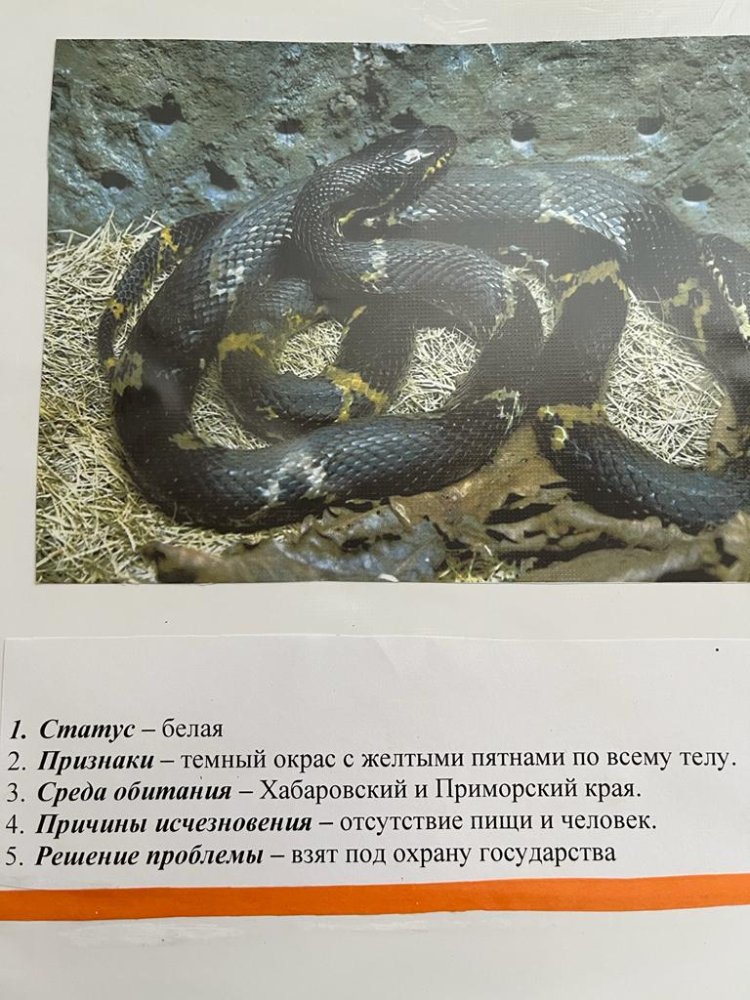 1. Статус – белая
2. Признаки – темный окрас с желтыми пятнами по всему телу.
3. Среда обитания – Хабаровский и Приморский края.
4. Причины исчезновения – отсутствие пищи и человек.
5. Решение проблемы – взят под охрану государства